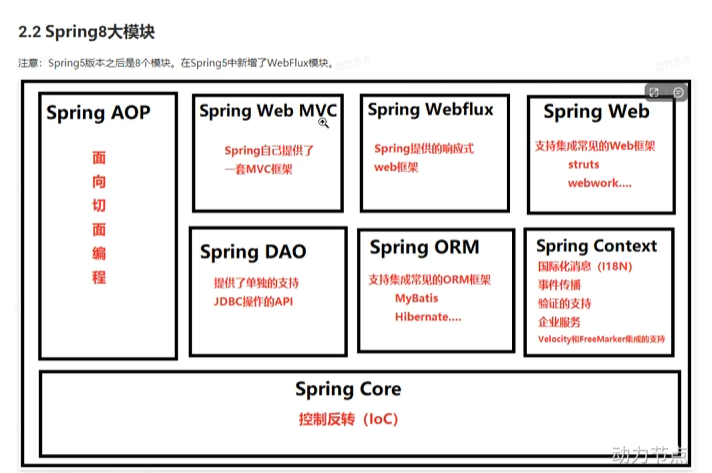 2.2 Spring8大模块
注意：Spring5版本之后是8个模块。在Spring5中新增了WebFlux模块。
动力节点
动力节点
Spring AOP
面
向
切
面
编
程
Spring Web MVC
Spring自己提供了
一套MVC框架
Spring Webflux
Spring提供的响应式
web框架
Spring Web
支持集成常见的Web框架
struts
webwork....
Spring DAO
提供了单独的支持
JDBC操作的API
Spring ORM
支持集成常见的ORM框架
MyBatis
Hibernate....
Spring Context
国际化消息（I18N）
事件传播
验证的支持
企业服务
Velocity和FreeMarker集成的支持
Spring Core
控制反转（IoC）
动力节点